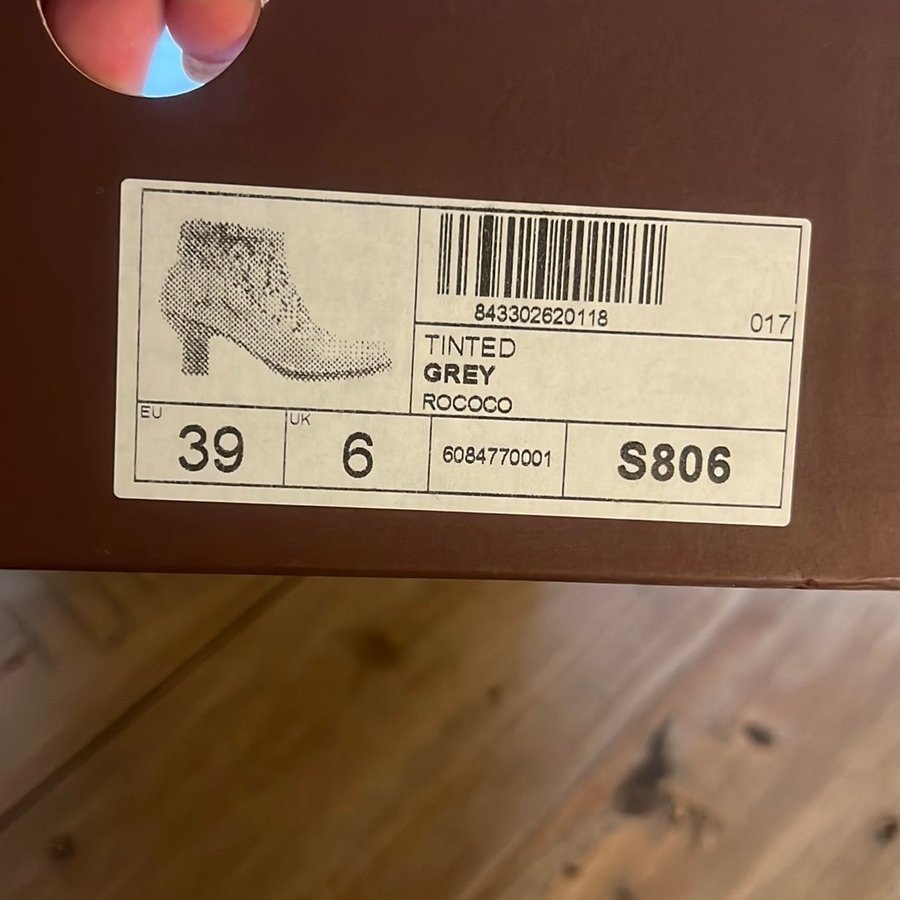 843302620118
017
TINTED
GREY
ROCOCO
EU
39
UK
6
6084770001
S806